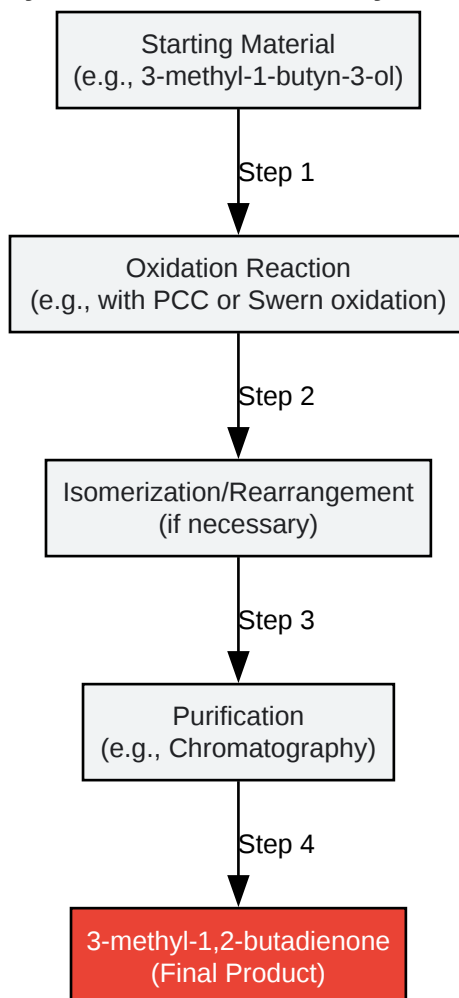 Starting Material
(e.g., 3-methyl-1-butyn-3-ol)
Step 1
Oxidation Reaction
(e.g., with PCC or Swern oxidation)
Step 2
Isomerization/Rearrangement
(if necessary)
Step 3
Purification
(e.g., Chromatography)
Step 4
3-methyl-1,2-butadienone
(Final Product)